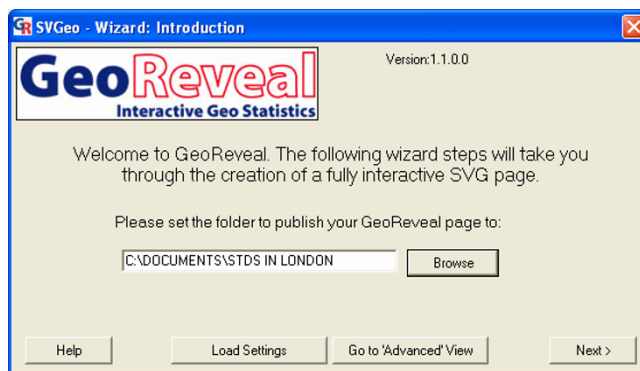 GR SVGeo - Wizard: Introduction
GeoReveal
Interactive Geo Statistics
Version:1.1.0.0
Welcome to GeoReveal. The following wizard steps will take you
through the creation of a fully interactive SVG page.
Please set the folder to publish your GeoReveal page to:
C:\DOCUMENTS\STDS IN LONDON
Browse
Help
Load Settings
Go to 'Advanced' View
Next >